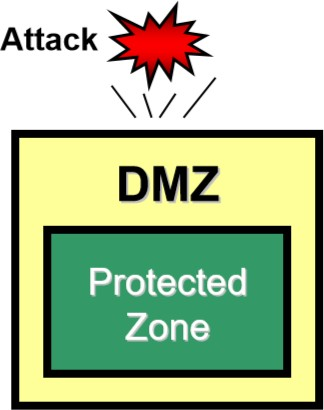 Attack
DMZ
Protected
Zone